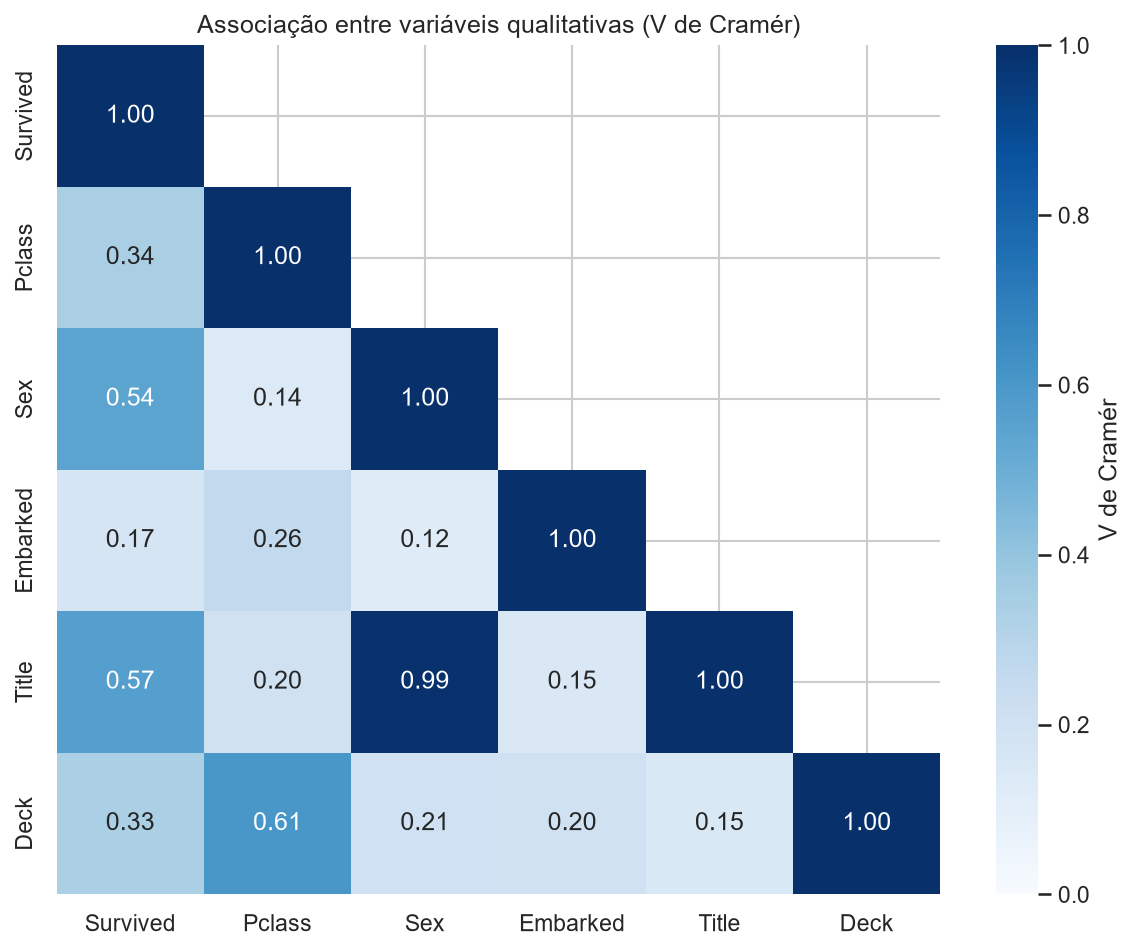 Associação entre variáveis qualitativas (V de Cramér)
Survived 1.00
Pclass 0.34 1.00
Sex 0.54 0.14 1.00
Embarked 0.17 0.26 0.12 1.00
Title 0.57 0.20 0.99 0.15 1.00
Deck 0.33 0.61 0.21 0.20 0.15 1.00
Survived Pclass Sex Embarked Title Deck
1.0
0.8
0.6
0.4
0.2
0.0
V de Cramér